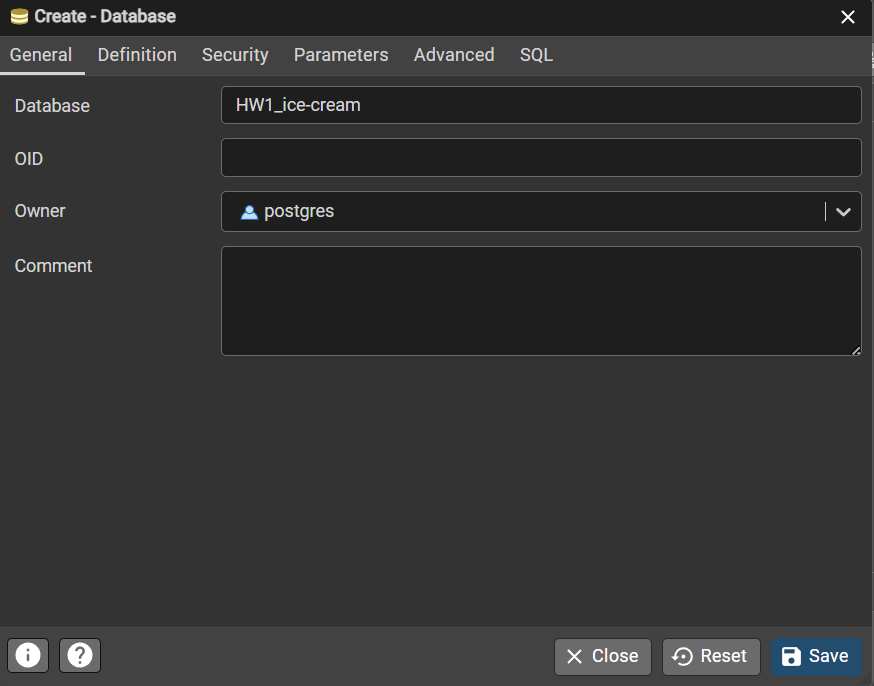 Create - Database
General Definition Security Parameters Advanced SQL
Database HW1_ice-cream
OID
Owner postgres
Comment
Close Reset Save